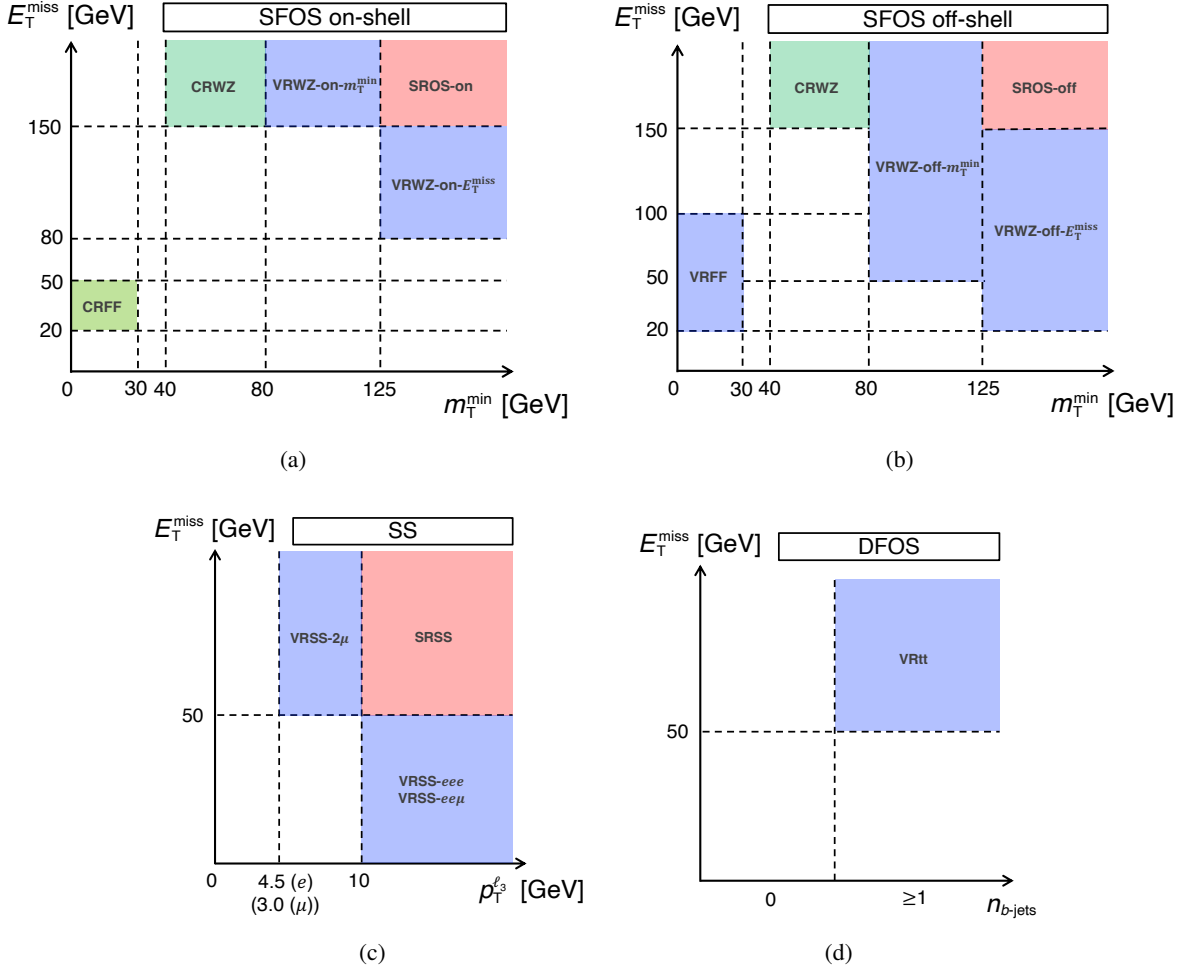 E_T^miss [GeV]
SFOS on-shell
CRWZ
VRWZ-on-m_T^min
SROS-on
150
VRWZ-on-E_T^miss
80
50
CRFF
20
0
30
40
80
125
m_T^min [GeV]
(a)
E_T^miss [GeV]
SFOS off-shell
CRWZ
SROS-off
150
VRWZ-off-m_T^min
100
VRWZ-off-E_T^miss
50
VRFF
20
0
30
40
80
125
m_T^min [GeV]
(b)
E_T^miss [GeV]
SS
VRSS-2μ
SRSS
50
VRSS-eee
VRSS-eeμ
0
4.5 (e)
(3.0 (μ))
10
p_T^ℓ3 [GeV]
(c)
E_T^miss [GeV]
DFOS
VRtt
50
0
≥1
n_b-jets
(d)